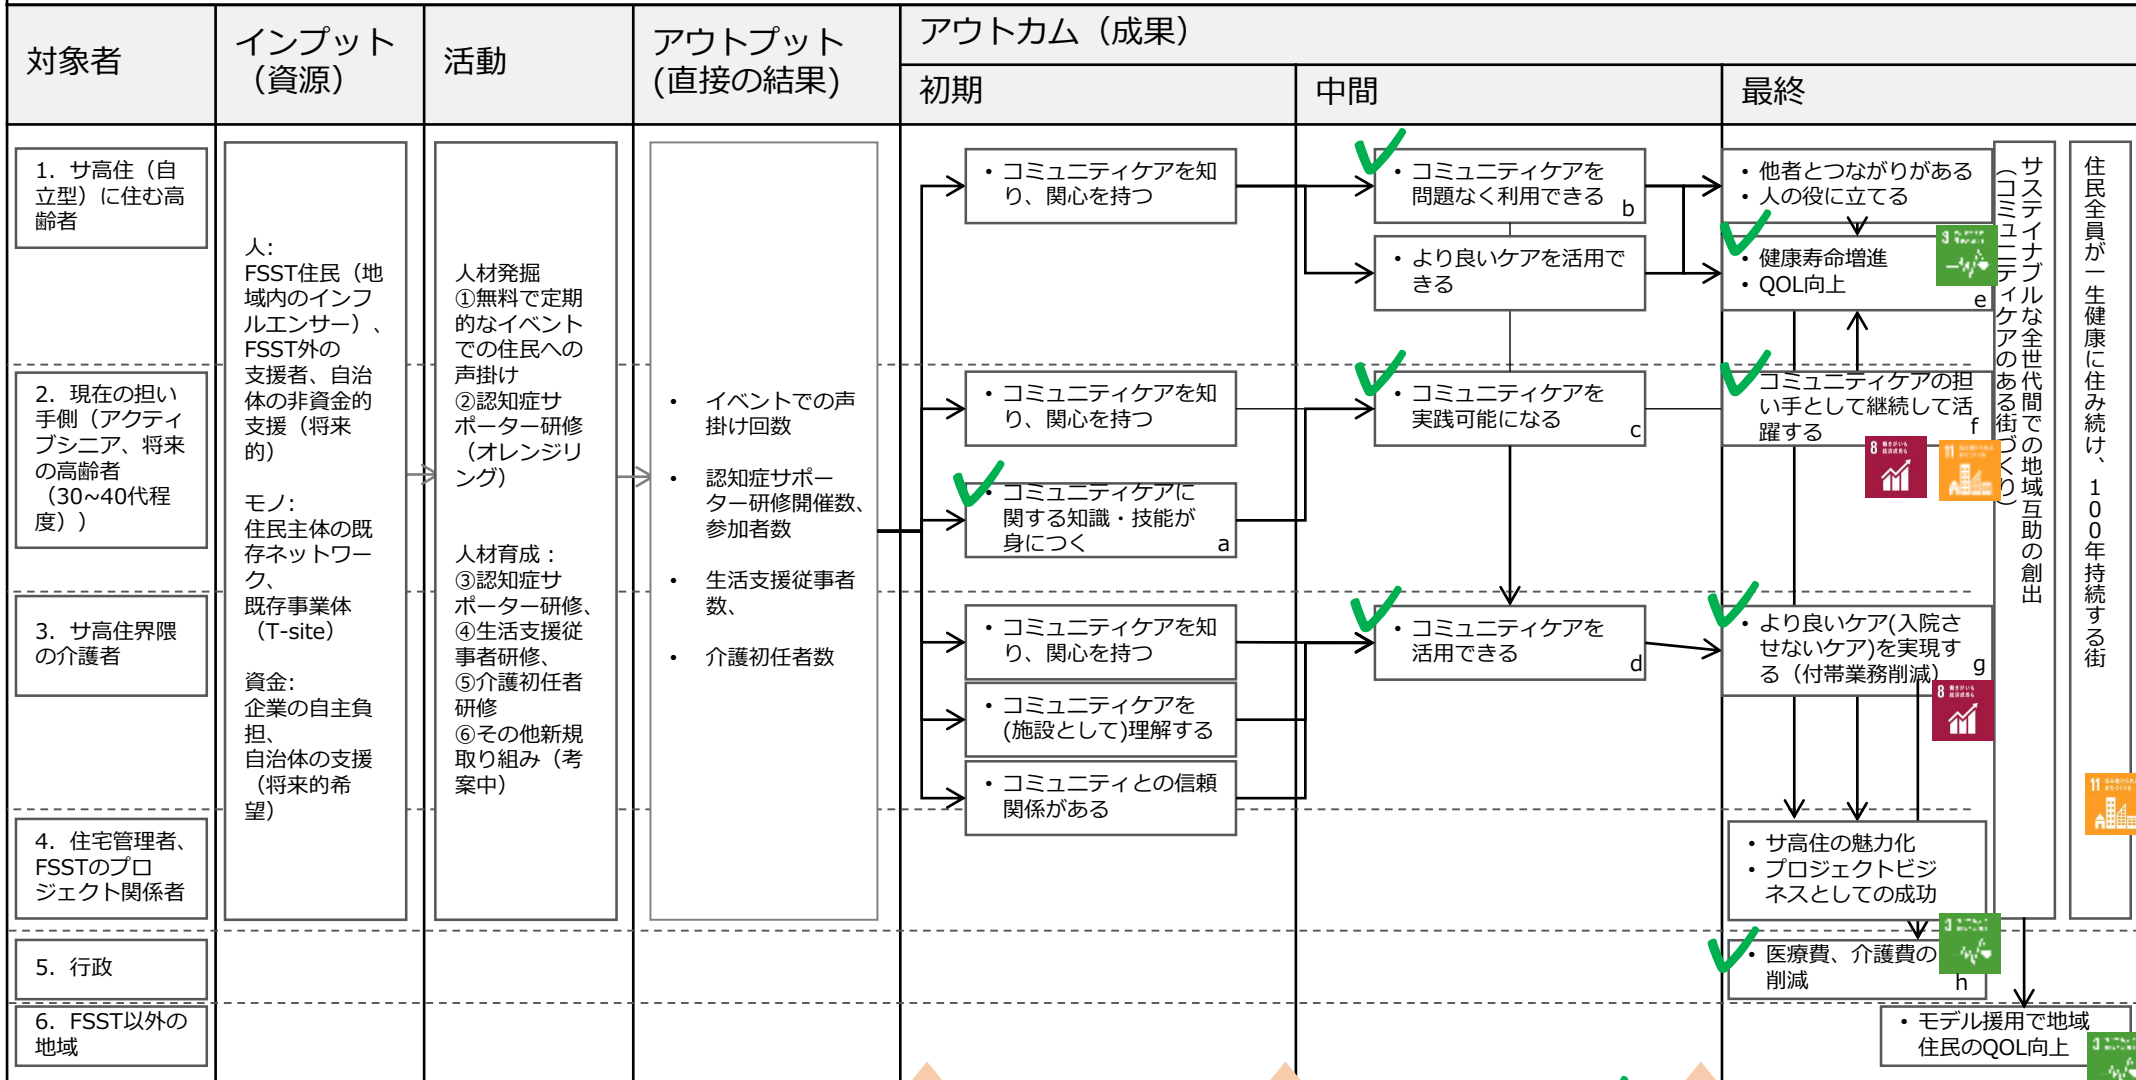 対象者
インプット
（資源）
活動
アウトプット
(直接の結果)
アウトカム（成果）
初期
中間
最終
1. サ高住（自
立型）に住む高
齢者
2. 現在の担い
手側（アクティ
ブシニア、将来
の高齢者
（30~40代程
度））
3. サ高住界隈
の介護者
4. 住宅管理者、
FSSTのプロ
ジェクト関係者
5. 行政
6. FSST以外の
地域
人:
FSST住民（地
域内のインフ
ルエンサー）、
FSST外の
支援者、自治
体の非資金的
支援（将来
的）
モノ:
住民主体の既
存ネットワー
ク、
既存事業体
（T-site）
資金:
企業の自主負
担、
自治体の支援
（将来的希
望）
人材発掘
①無料で定期
的なイベント
での住民への
声掛け
②認知症サ
ポーター研修
（オレンジリ
ング）
人材育成：
③認知症サ
ポーター研修、
④生活支援従
事者研修、
⑤介護初任者
研修
⑥その他新規
取り組み（考
案中）
• イベントでの声
掛け回数
• 認知症サポー
ター研修開催数、
参加者数
• 生活支援従事者
数、
• 介護初任者数
• コミュニティケアを知
り、関心を持つ
• コミュニティケアを知
り、関心を持つ
• コミュニティケアに
関する知識・技能が
身につく a
• コミュニティケアを知
り、関心を持つ
• コミュニティケアを
(施設として)理解する
• コミュニティとの信頼
関係がある
• コミュニティケアを
問題なく利用できる b
• より良いケアを活用で
きる
• コミュニティケアを
実践可能になる c
• コミュニティケアを
活用できる d
• 他者とつながりがある
• 人の役に立てる
• 健康寿命増進
• QOL向上 e
コミュニティケアの担
い手として継続して活
躍する f
8 働きがいも
経済成長も
11
• より良いケア(入院さ
せないケア)を実現す
る（付帯業務削減） g
8 働きがいも
経済成長も
• サ高住の魅力化
• プロジェクトビジ
ネスとしての成功
• 医療費、介護費の
削減 h
• モデル援用で地域
住民のQOL向上
サステイナブルな全世代間での地域互助の創出
（コミュニティケアのある街づくり）
住民全員が一生健康に住み続け、100年持続する街
11
3
3
3